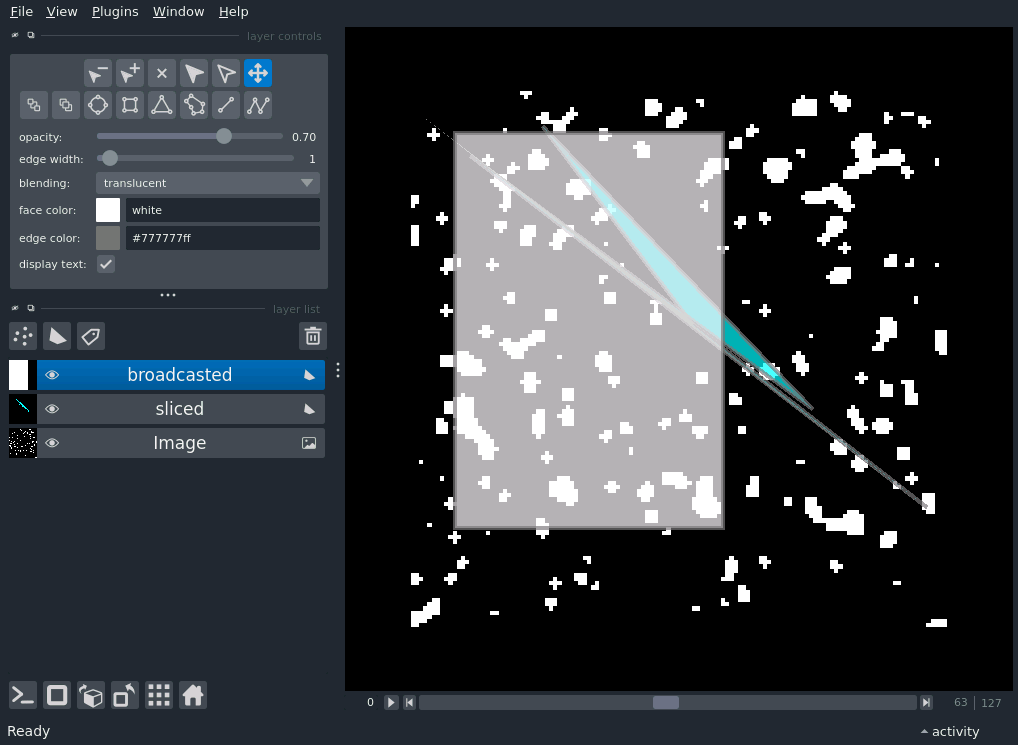 File View Plugins Window Help
layer controls
opacity: 0.70
edge width: 1
blending: translucent
face color: white
edge color: #777777ff
display text:
layer list
broadcasted
sliced
Image
0 63 | 127
Ready activity